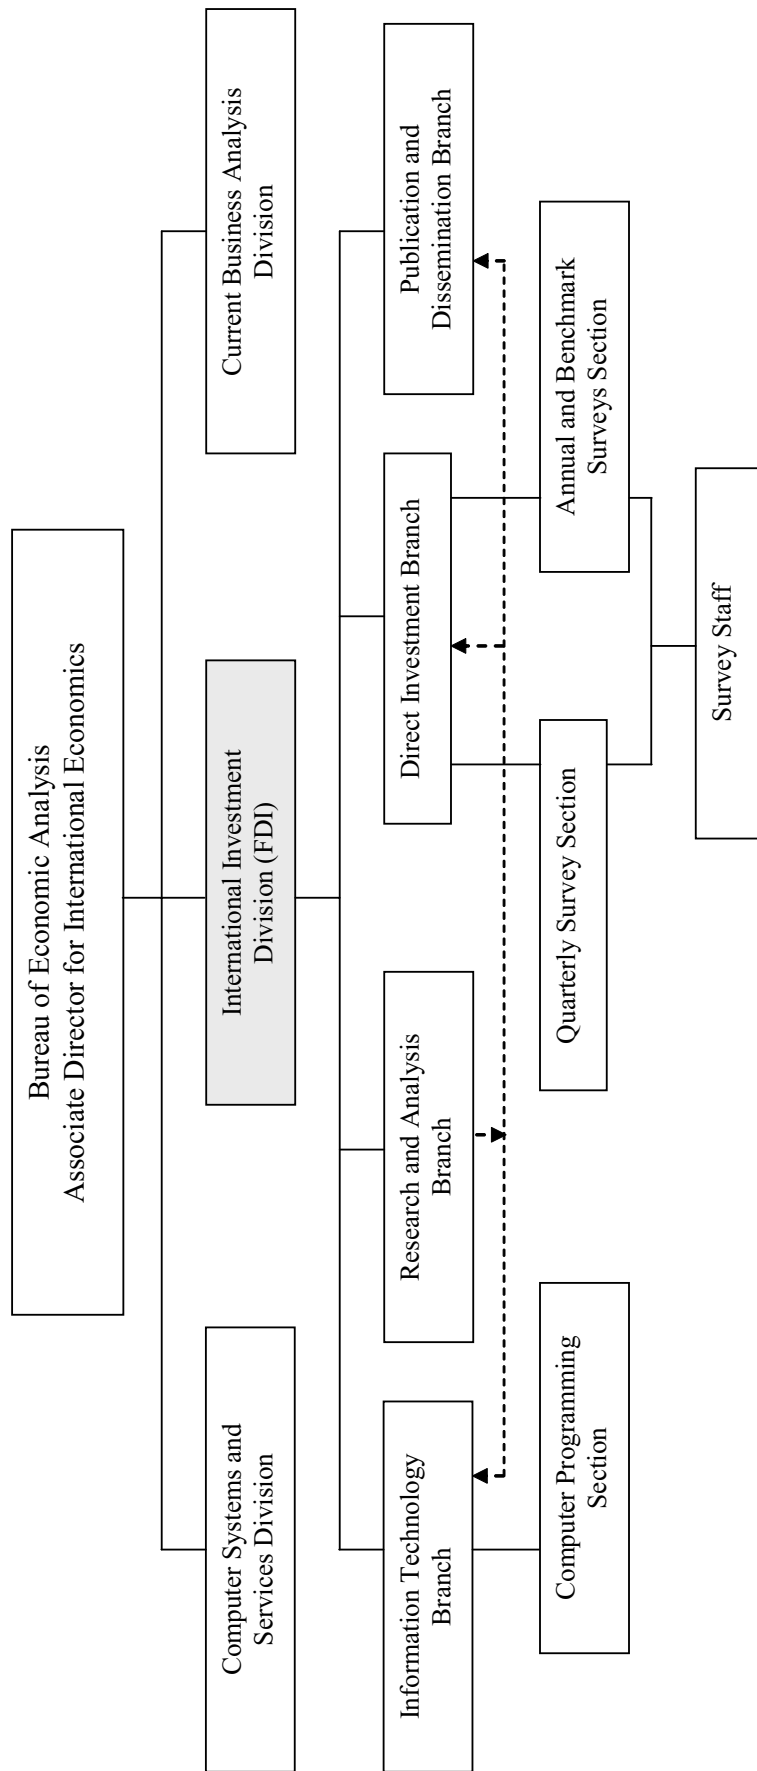 Bureau of Economic Analysis
Associate Director for International Economics
Computer Systems and
Services Division
International Investment
Division (FDI)
Current Business Analysis
Division
Information Technology
Branch
Research and Analysis
Branch
Direct Investment Branch
Publication and
Dissemination Branch
Computer Programming
Section
Quarterly Survey Section
Annual and Benchmark
Surveys Section
Survey Staff